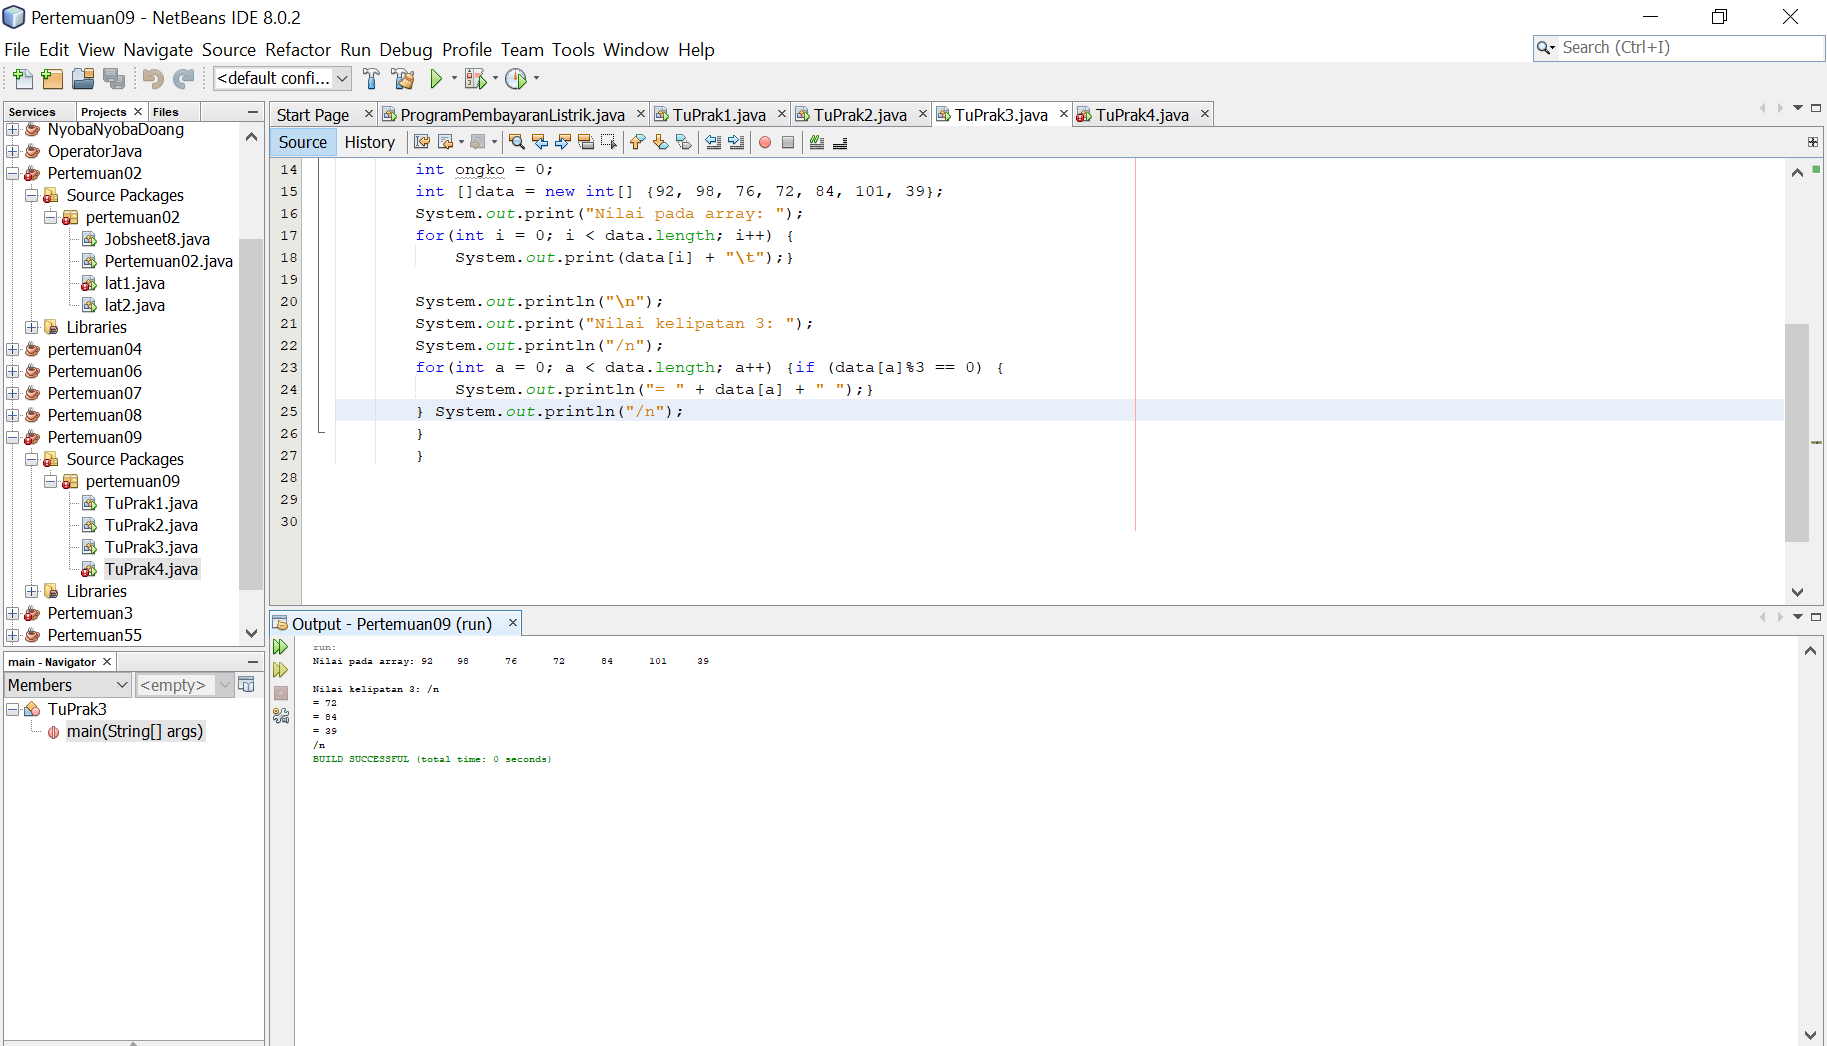 Pertemuan09 - NetBeans IDE 8.0.2
File Edit View Navigate Source Refactor Run Debug Profile Team Tools Window Help
Search (Ctrl+I)
<default confi...
Services Projects Files
NyobaNyobaDoang
OperatorJava
Pertemuan02
Source Packages
pertemuan02
Jobsheet8.java
Pertemuan02.java
lat1.java
lat2.java
Libraries
pertemuan04
Pertemuan06
Pertemuan07
Pertemuan08
Pertemuan09
Source Packages
pertemuan09
TuPrak1.java
TuPrak2.java
TuPrak3.java
TuPrak4.java
Libraries
Pertemuan3
Pertemuan55
main - Navigator
Members <empty>
TuPrak3
main(String[] args)
Start Page ProgramPembayaranListrik.java TuPrak1.java TuPrak2.java TuPrak3.java TuPrak4.java
Source History
14 int ongko = 0;
15 int []data = new int[] {92, 98, 76, 72, 84, 101, 39};
16 System.out.print("Nilai pada array: ");
17 for(int i = 0; i < data.length; i++) {
18 System.out.print(data[i] + "\t");}
19
20 System.out.println("\n");
21 System.out.print("Nilai kelipatan 3: ");
22 System.out.println("/n");
23 for(int a = 0; a < data.length; a++) {if (data[a]%3 == 0) {
24 System.out.println("= " + data[a] + " ");}
25 } System.out.println("/n");
26 }
27 }
28
29
30
Output - Pertemuan09 (run)
run:
Nilai pada array: 92 98 76 72 84 101 39
Nilai kelipatan 3: /n
= 72
= 84
= 39
/n
BUILD SUCCESSFUL (total time: 0 seconds)